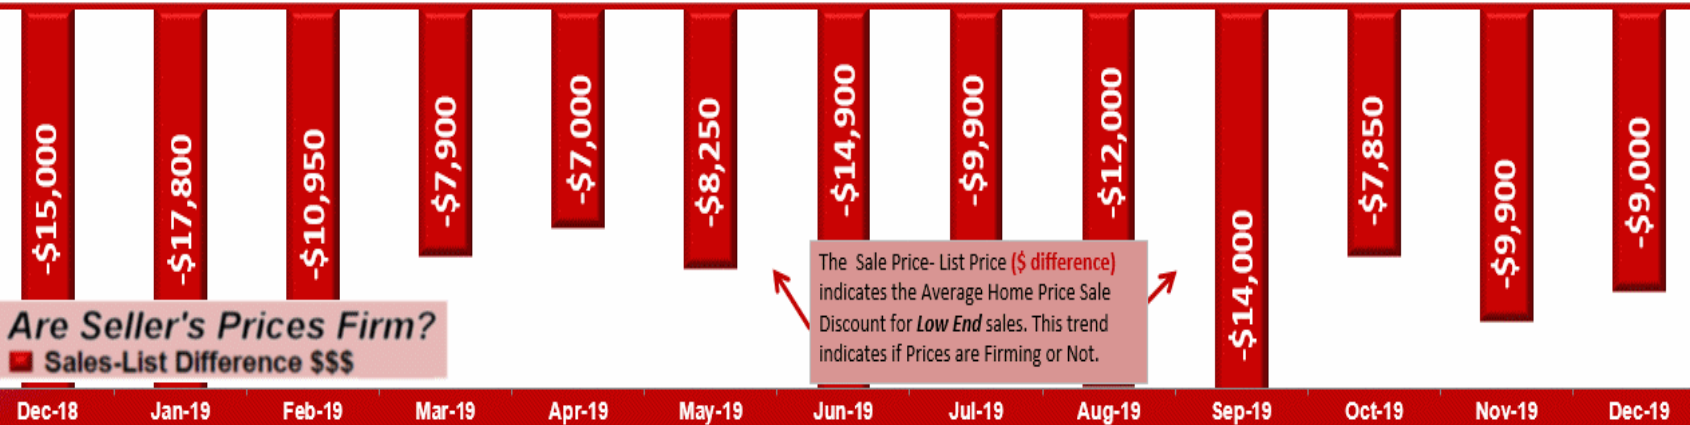 -$15,000
-$17,800
-$10,950
-$7,900
-$7,000
-$8,250
-$14,900
-$9,900
-$12,000
-$14,000
-$7,850
-$9,900
-$9,000
The Sale Price- List Price ($ difference)
indicates the Average Home Price Sale
Discount for Low End sales. This trend
indicates if Prices are Firming or Not.
Are Seller's Prices Firm?
Sales-List Difference $$$
Dec-18 Jan-19 Feb-19 Mar-19 Apr-19 May-19 Jun-19 Jul-19 Aug-19 Sep-19 Oct-19 Nov-19 Dec-19